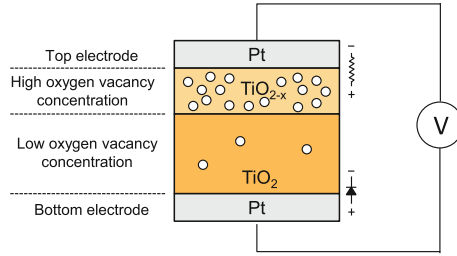 Top electrode
Pt
−
+
High oxygen vacancy
concentration
TiO2-x
V
Low oxygen vacancy
concentration
TiO2
−
+
Bottom electrode
Pt